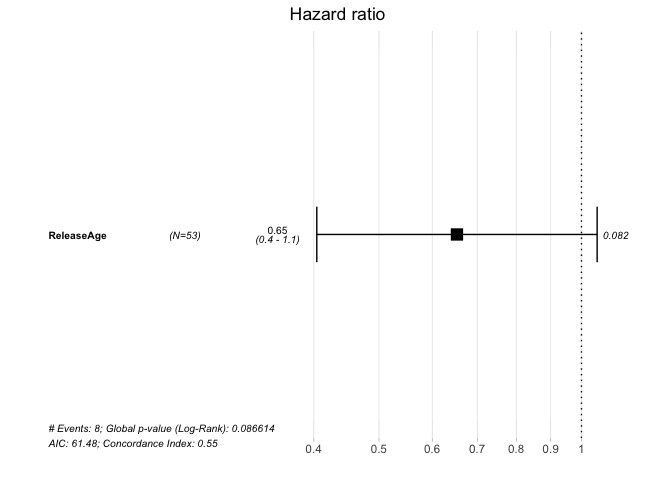 Hazard ratio
ReleaseAge (N=53) 0.65 0.082
(0.4 - 1.1)
# Events: 8; Global p-value (Log-Rank): 0.086614
AIC: 61.48; Concordance Index: 0.55
0.4 0.5 0.6 0.7 0.8 0.9 1